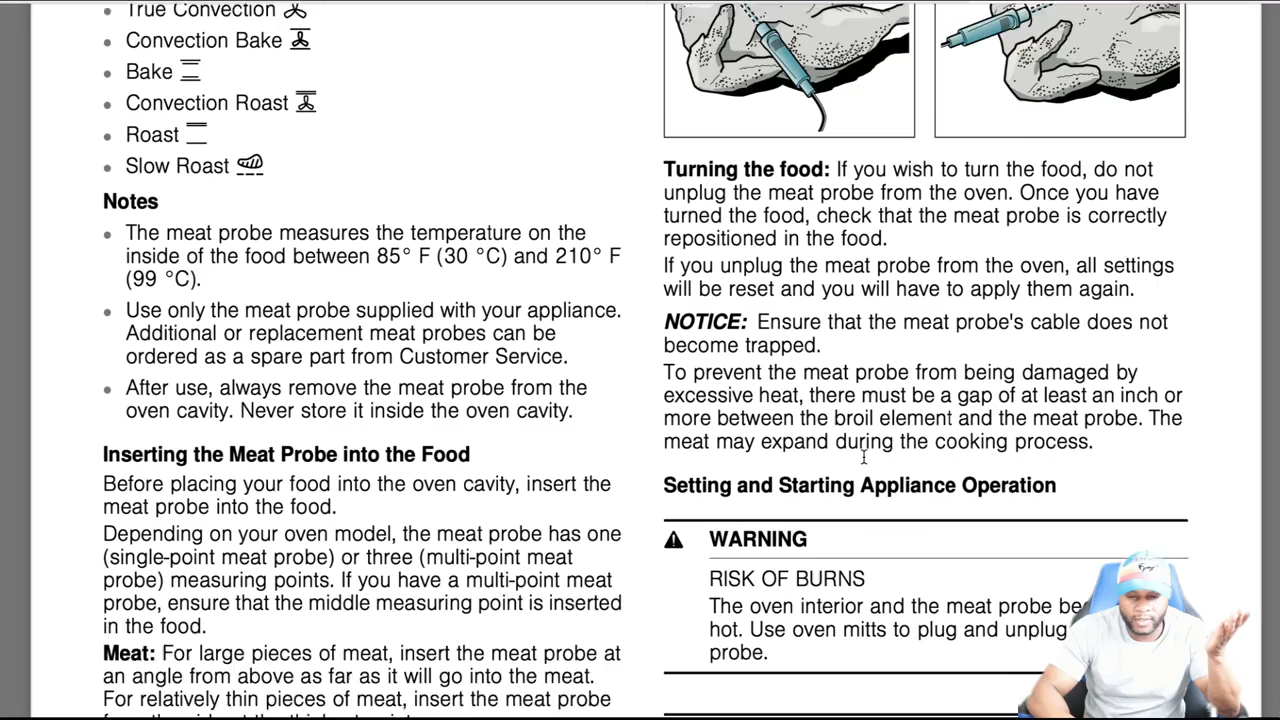 True Convection
Convection Bake
Bake
Convection Roast
Roast
Slow Roast
Notes
The meat probe measures the temperature on the
inside of the food between 85° F (30 °C) and 210° F
(99 °C).
Use only the meat probe supplied with your appliance.
Additional or replacement meat probes can be
ordered as a spare part from Customer Service.
After use, always remove the meat probe from the
oven cavity. Never store it inside the oven cavity.
Inserting the Meat Probe into the Food
Before placing your food into the oven cavity, insert the
meat probe into the food.
Depending on your oven model, the meat probe has one
(single-point meat probe) or three (multi-point meat
probe) measuring points. If you have a multi-point meat
probe, ensure that the middle measuring point is inserted
in the food.
Meat: For large pieces of meat, insert the meat probe at
an angle from above as far as it will go into the meat.
For relatively thin pieces of meat, insert the meat probe
Turning the food: If you wish to turn the food, do not
unplug the meat probe from the oven. Once you have
turned the food, check that the meat probe is correctly
repositioned in the food.
If you unplug the meat probe from the oven, all settings
will be reset and you will have to apply them again.
NOTICE: Ensure that the meat probe's cable does not
become trapped.
To prevent the meat probe from being damaged by
excessive heat, there must be a gap of at least an inch or
more between the broil element and the meat probe. The
meat may expand during the cooking process.
Setting and Starting Appliance Operation
WARNING
RISK OF BURNS
The oven interior and the meat probe be
hot. Use oven mitts to plug and unplug
probe.